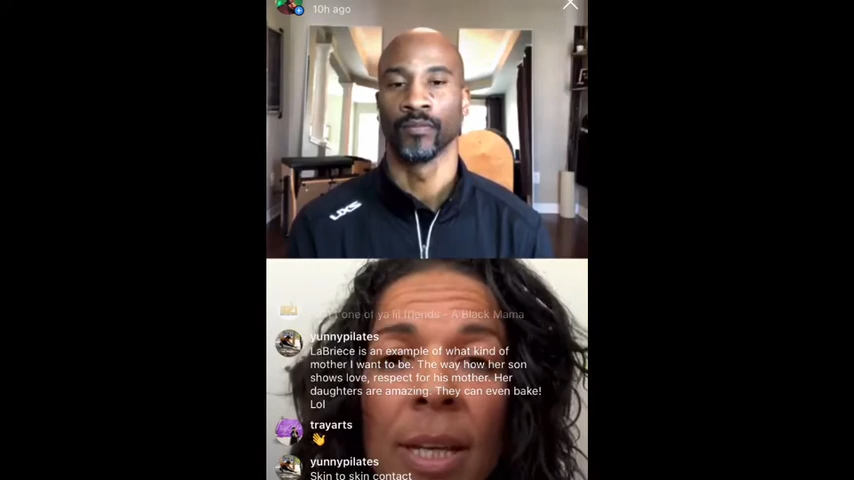 10h ago
UXS
one of ya lil friends - A Black Mama
yunnypilates
LaBriece is an example of what kind of
mother I want to be. The way how her son
shows love, respect for his mother. Her
daughters are amazing. They can even bake!
Lol
trayarts
👋
yunnypilates
Skin to skin contact